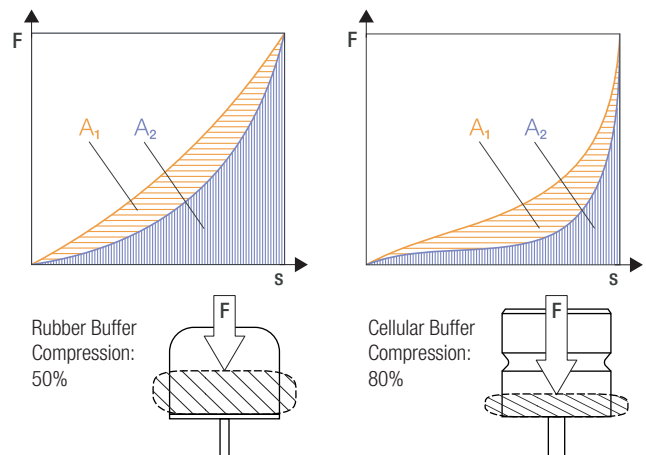 F
A₁
A₂
s
F
A₁
A₂
s
Rubber Buffer
Compression:
50%
F
Cellular Buffer
Compression:
80%
F